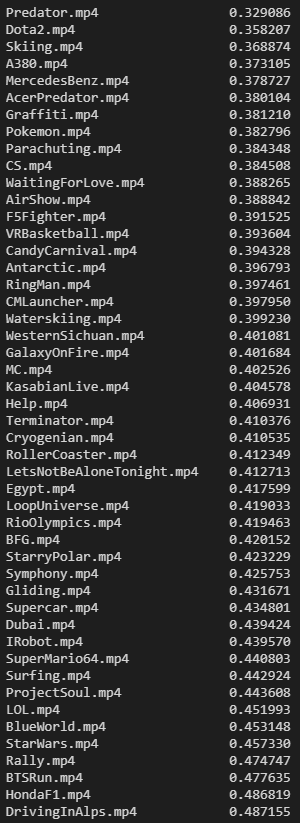 Predator.mp4 0.329086
Dota2.mp4 0.358207
Skiing.mp4 0.368874
A380.mp4 0.373105
MercedesBenz.mp4 0.378727
AcerPredator.mp4 0.380104
Graffiti.mp4 0.381210
Pokemon.mp4 0.382796
Parachuting.mp4 0.384348
CS.mp4 0.384508
WaitingForLove.mp4 0.388265
AirShow.mp4 0.388842
F5Fighter.mp4 0.391525
VRBasketball.mp4 0.393604
CandyCarnival.mp4 0.394328
Antarctic.mp4 0.396793
RingMan.mp4 0.397461
CMLauncher.mp4 0.397950
Waterskiing.mp4 0.399230
WesternSichuan.mp4 0.401081
GalaxyOnFire.mp4 0.401684
MC.mp4 0.402526
KasabianLive.mp4 0.404578
Help.mp4 0.406931
Terminator.mp4 0.410376
Cryogenian.mp4 0.410535
RollerCoaster.mp4 0.412349
LetsNotBeAloneTonight.mp4 0.412713
Egypt.mp4 0.417599
LoopUniverse.mp4 0.419033
RioOlympics.mp4 0.419463
BFG.mp4 0.420152
StarryPolar.mp4 0.423229
Symphony.mp4 0.425753
Gliding.mp4 0.431671
Supercar.mp4 0.434801
Dubai.mp4 0.439424
IRobot.mp4 0.439570
SuperMario64.mp4 0.440803
Surfing.mp4 0.442924
ProjectSoul.mp4 0.443608
LOL.mp4 0.451993
BlueWorld.mp4 0.453148
StarWars.mp4 0.457330
Rally.mp4 0.474747
BTSRun.mp4 0.477635
HondaF1.mp4 0.486819
DrivingInAlps.mp4 0.487155